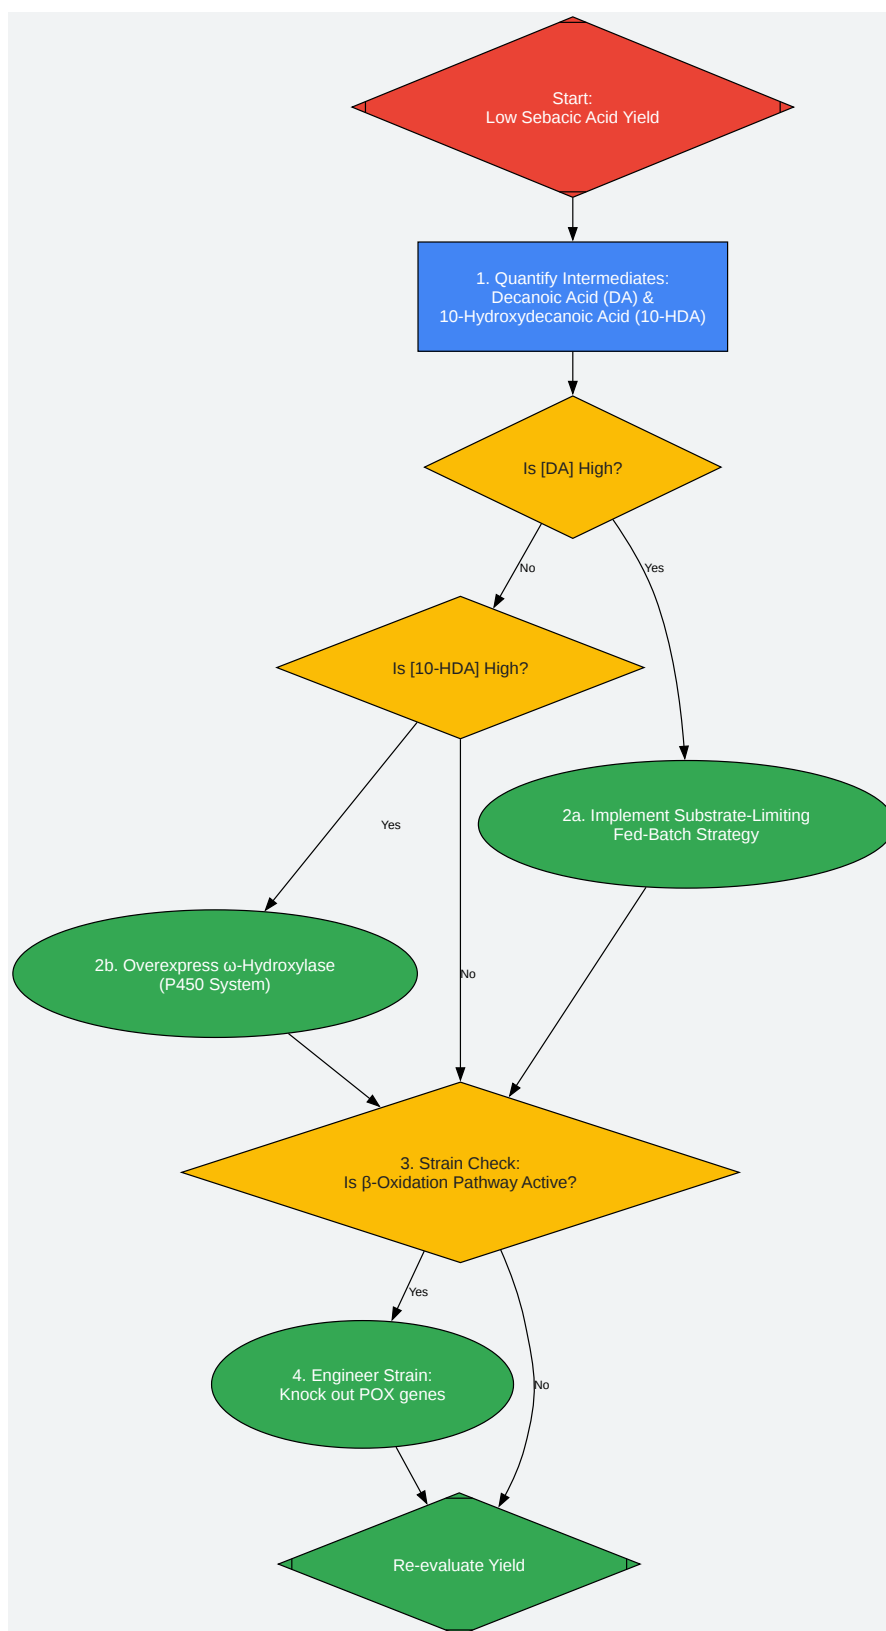 Start:
Low Sebacic Acid Yield
1. Quantify Intermediates:
Decanoic Acid (DA) &
10-Hydroxydecanoic Acid (10-HDA)
Is [DA] High?
No
Yes
Is [10-HDA] High?
2a. Implement Substrate-Limiting
Fed-Batch Strategy
Yes
2b. Overexpress ω-Hydroxylase
(P450 System)
No
3. Strain Check:
Is β-Oxidation Pathway Active?
Yes
4. Engineer Strain:
Knock out POX genes
No
Re-evaluate Yield